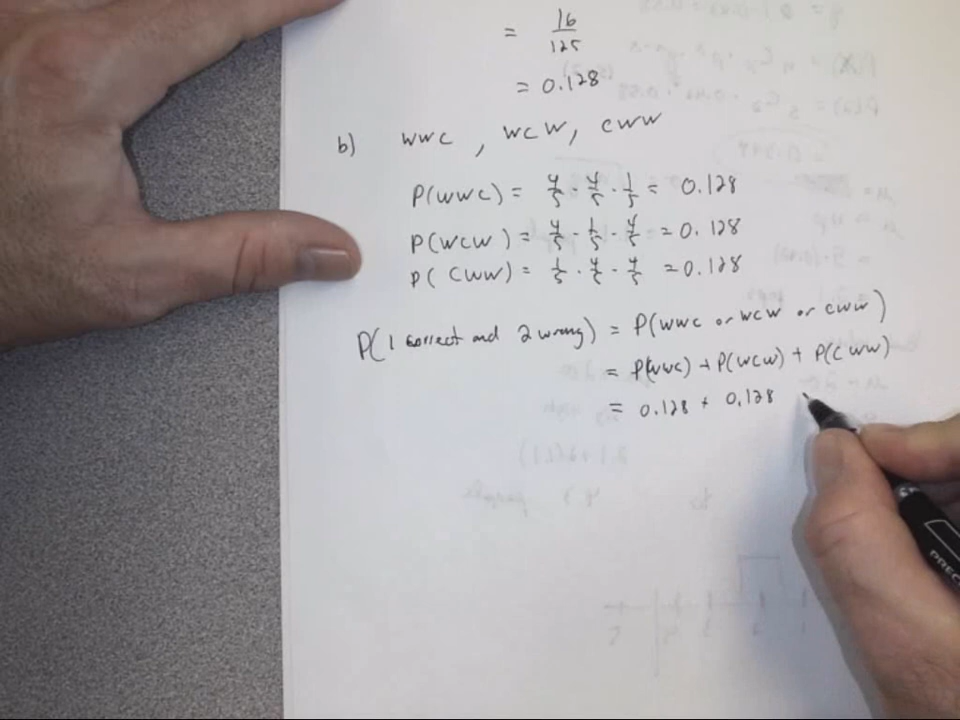 = 16/125
= 0.128
b) wwc , wcw, cww
P(wwc) = 4/5 · 4/5 · 1/5 = 0.128
P(wcw) = 4/5 · 1/5 · 4/5 = 0.128
P(cww) = 1/5 · 4/5 · 4/5 = 0.128
P(1 correct and 2 wrong) = P(wwc or wcw or cww)
= P(wwc) + P(wcw) + P(cww)
= 0.128 + 0.128
PREC